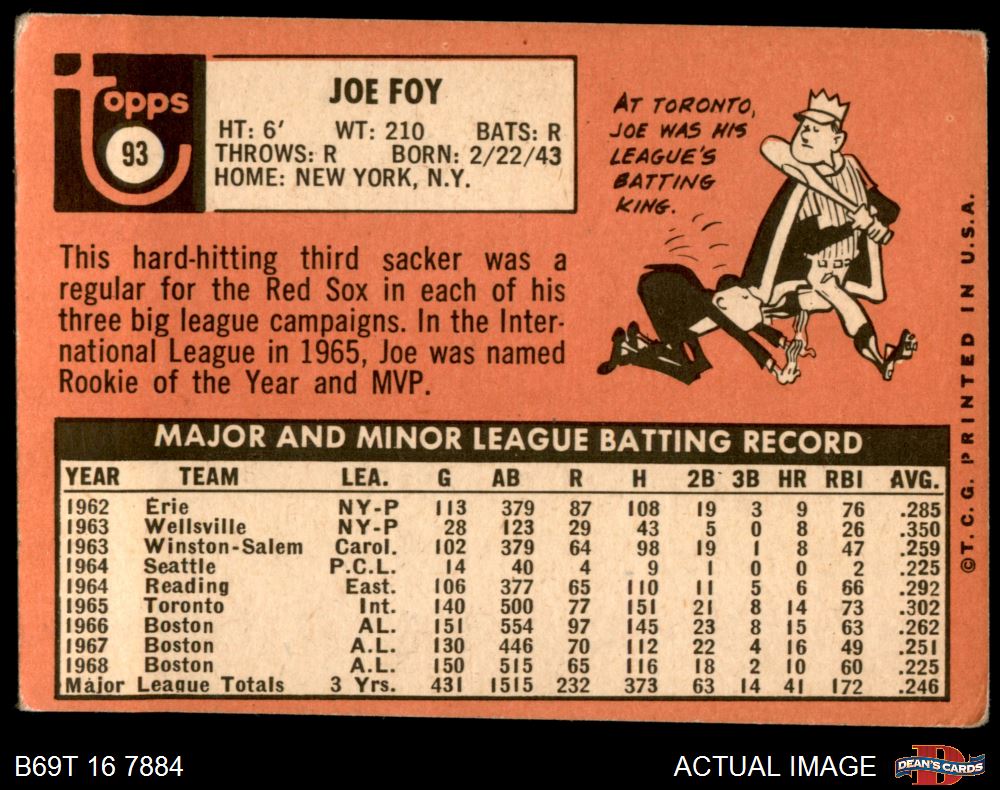 Topps
93
JOE FOY
HT: 6' WT: 210 BATS: R
THROWS: R BORN: 2/22/43
HOME: NEW YORK, N.Y.
AT TORONTO,
JOE WAS HIS
LEAGUE'S
BATTING
KING.
This hard-hitting third sacker was a
regular for the Red Sox in each of his
three big league campaigns. In the Inter-
national League in 1965, Joe was named
Rookie of the Year and MVP.
MAJOR AND MINOR LEAGUE BATTING RECORD
YEAR TEAM LEA. G AB R H 2B 3B HR RBI AVG.
1962 Erie NY-P 113 379 87 108 19 3 9 76 .285
1963 Wellsville NY-P 28 123 29 43 5 0 8 26 .350
1963 Winston-Salem Carol. 102 379 64 98 19 1 8 47 .259
1964 Seattle P.C.L. 14 40 4 9 1 0 0 2 .225
1964 Reading East. 106 377 65 110 11 5 6 66 .292
1965 Toronto Int. 140 500 77 151 21 8 14 73 .302
1966 Boston AL. 151 554 97 145 23 8 15 63 .262
1967 Boston A.L. 130 446 70 112 22 4 16 49 .251
1968 Boston A.L. 150 515 65 116 18 2 10 60 .225
Major League Totals 3 Yrs. 431 1515 232 373 63 14 41 172 .246
© T. C. G. PRINTED IN U.S.A.
B69T 16 7884
ACTUAL IMAGE
D
DEAN'S CARDS